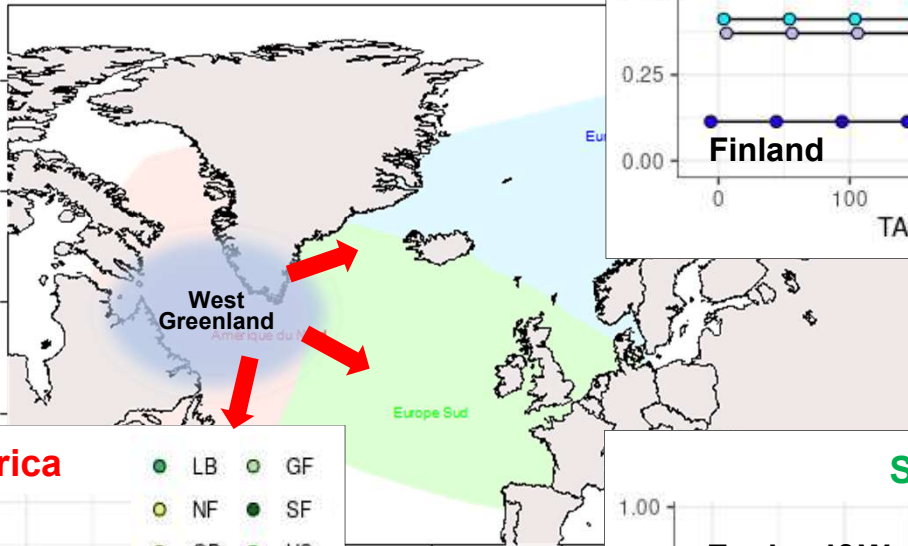 0.25
0.00
Finland
0
100
TA
Eu
West
Greenland
Amérique du N
Europe Sud
rica
LB
GF
NF
SF
S
1.00